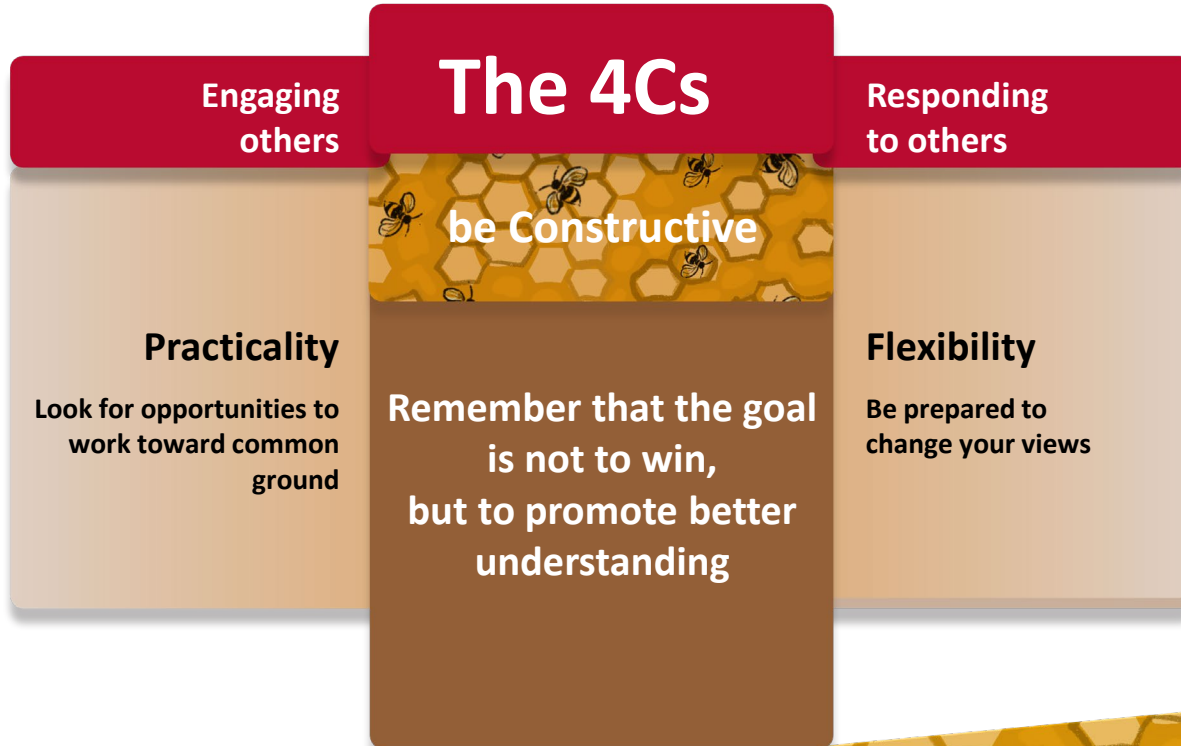 The 4Cs
Engaging
others
Responding
to others
be Constructive
Practicality
Look for opportunities to
work toward common
ground
Remember that the goal
is not to win,
but to promote better
understanding
Flexibility
Be prepared to
change your views